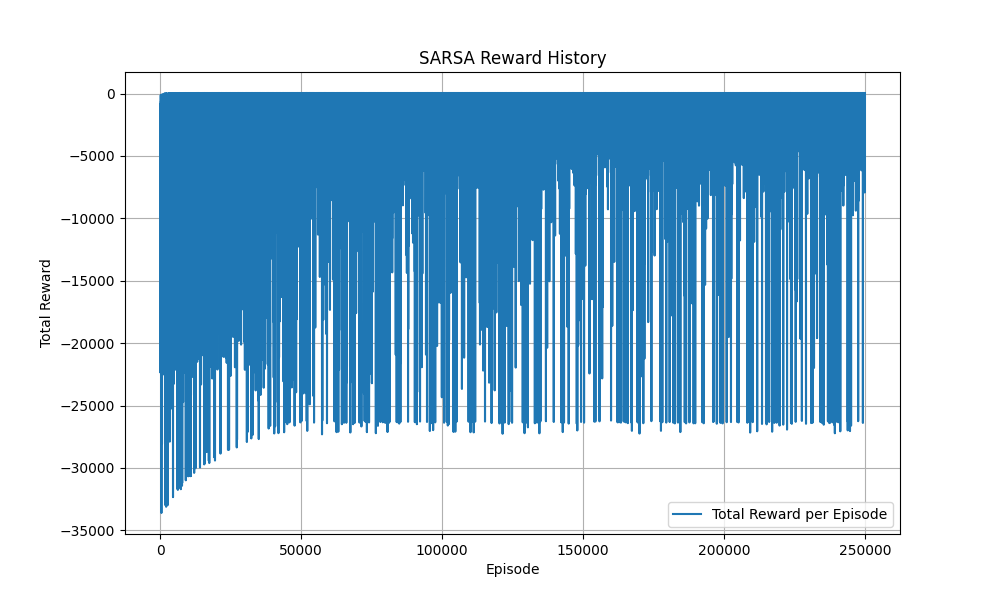 SARSA Reward History
Total Reward
0
−5000
−10000
−15000
−20000
−25000
−30000
−35000
Total Reward per Episode
0 50000 100000 150000 200000 250000
Episode